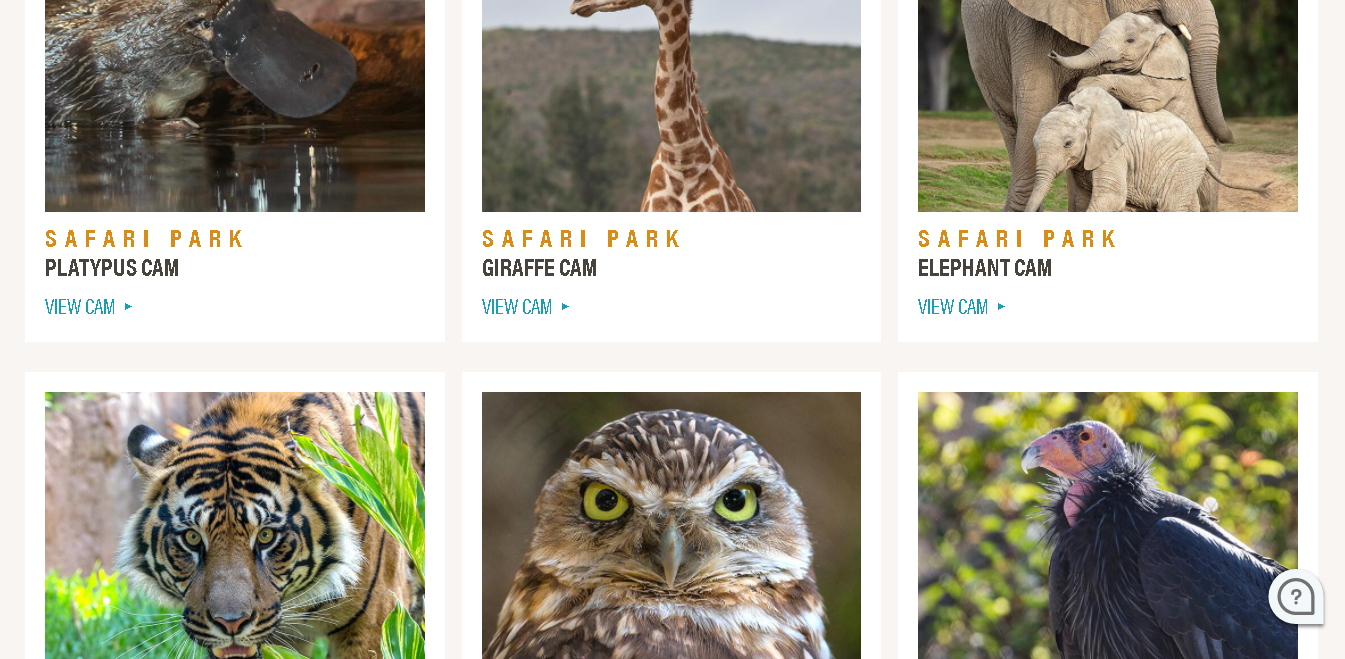 SAFARI PARK
PLATYPUS CAM
VIEW CAM ►
SAFARI PARK
GIRAFFE CAM
VIEW CAM ►
SAFARI PARK
ELEPHANT CAM
VIEW CAM ►
?